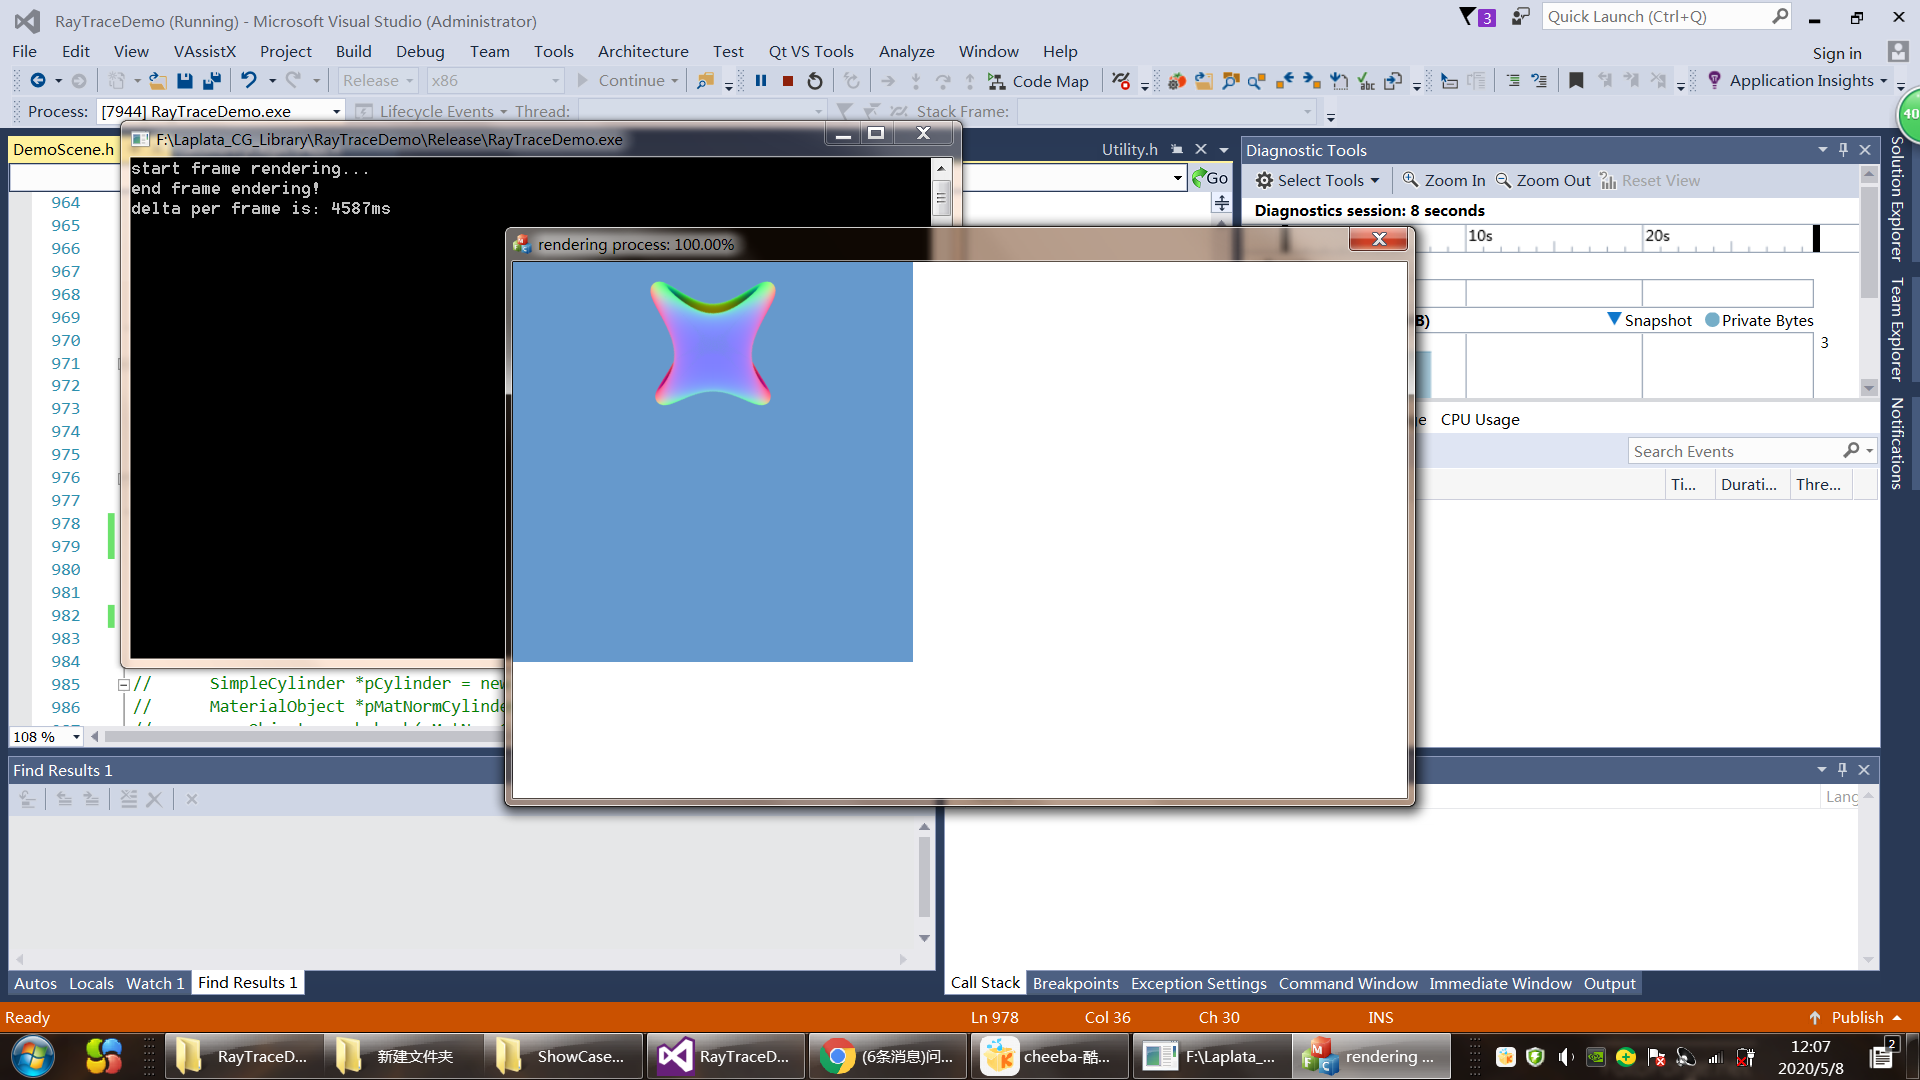 RayTraceDemo (Running) - Microsoft Visual Studio (Administrator)
3
Quick Launch (Ctrl+Q)
File Edit View VAssistX Project Build Debug Team Tools Architecture Test Qt VS Tools Analyze Window Help
Sign in
Release x86 Continue Code Map Application Insights
Process: [7944] RayTraceDemo.exe Lifecycle Events Thread: Stack Frame:
40
F:\Laplata_CG_Library\RayTraceDemo\Release\RayTraceDemo.exe
start frame rendering...
end frame endering!
delta per frame is: 4587ms
DemoScene.h
Utility.h
Go
964
965
966
967
968
969
970
971
972
973
974
975
976
977
978
979
980
981
982
983
984
985 // SimpleCylinder *pCylinder = new
986 // MaterialObject *pMatNormCylinde
108 %
rendering process: 100.00%
Diagnostic Tools
Select Tools Zoom In Zoom Out Reset View
Diagnostics session: 8 seconds
10s 20s
B) Snapshot Private Bytes
3
CPU Usage
Search Events
Ti... Durati... Thre...
Solution Explorer
Team Explorer
Notifications
Find Results 1
Lang
Autos Locals Watch 1 Find Results 1
Call Stack Breakpoints Exception Settings Command Window Immediate Window Output
Ready Ln 978 Col 36 Ch 30 INS Publish
RayTraceD... 新建文件夹 ShowCase... RayTraceD... (6条消息)问... cheeba-酷... F:\Laplata_... rendering ...
12:07
2020/5/8
2